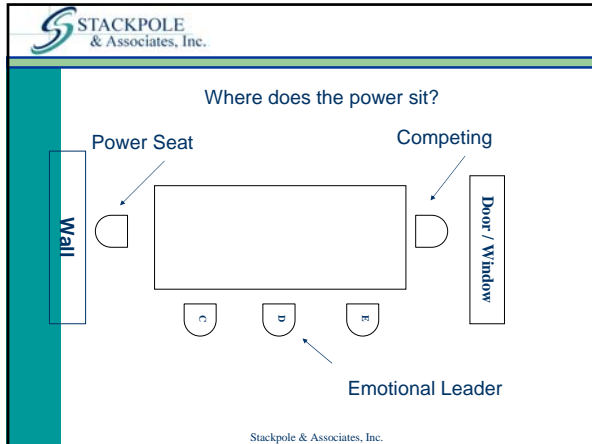 STACKPOLE
& Associates, Inc.
Where does the power sit?
Power Seat
Competing
Wall
Door / Window
C
D
E
Emotional Leader
Stackpole & Associates, Inc.